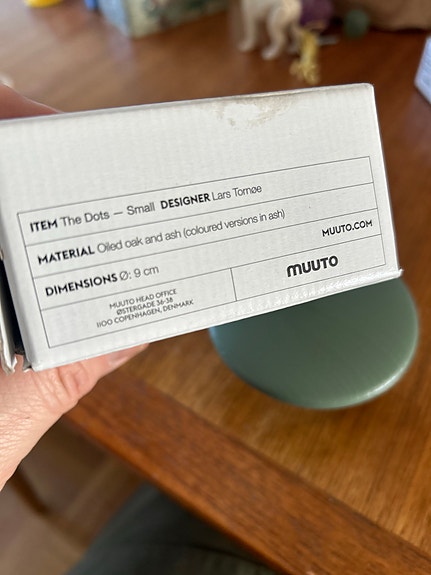 ITEM The Dots – Small DESIGNER Lars Tornøe
MATERIAL Oiled oak and ash (coloured versions in ash)
DIMENSIONS Ø: 9 cm
MUUTO.COM
MUUTO HEAD OFFICE
ØSTERGADE 36-38
1100 COPENHAGEN, DENMARK
muuto